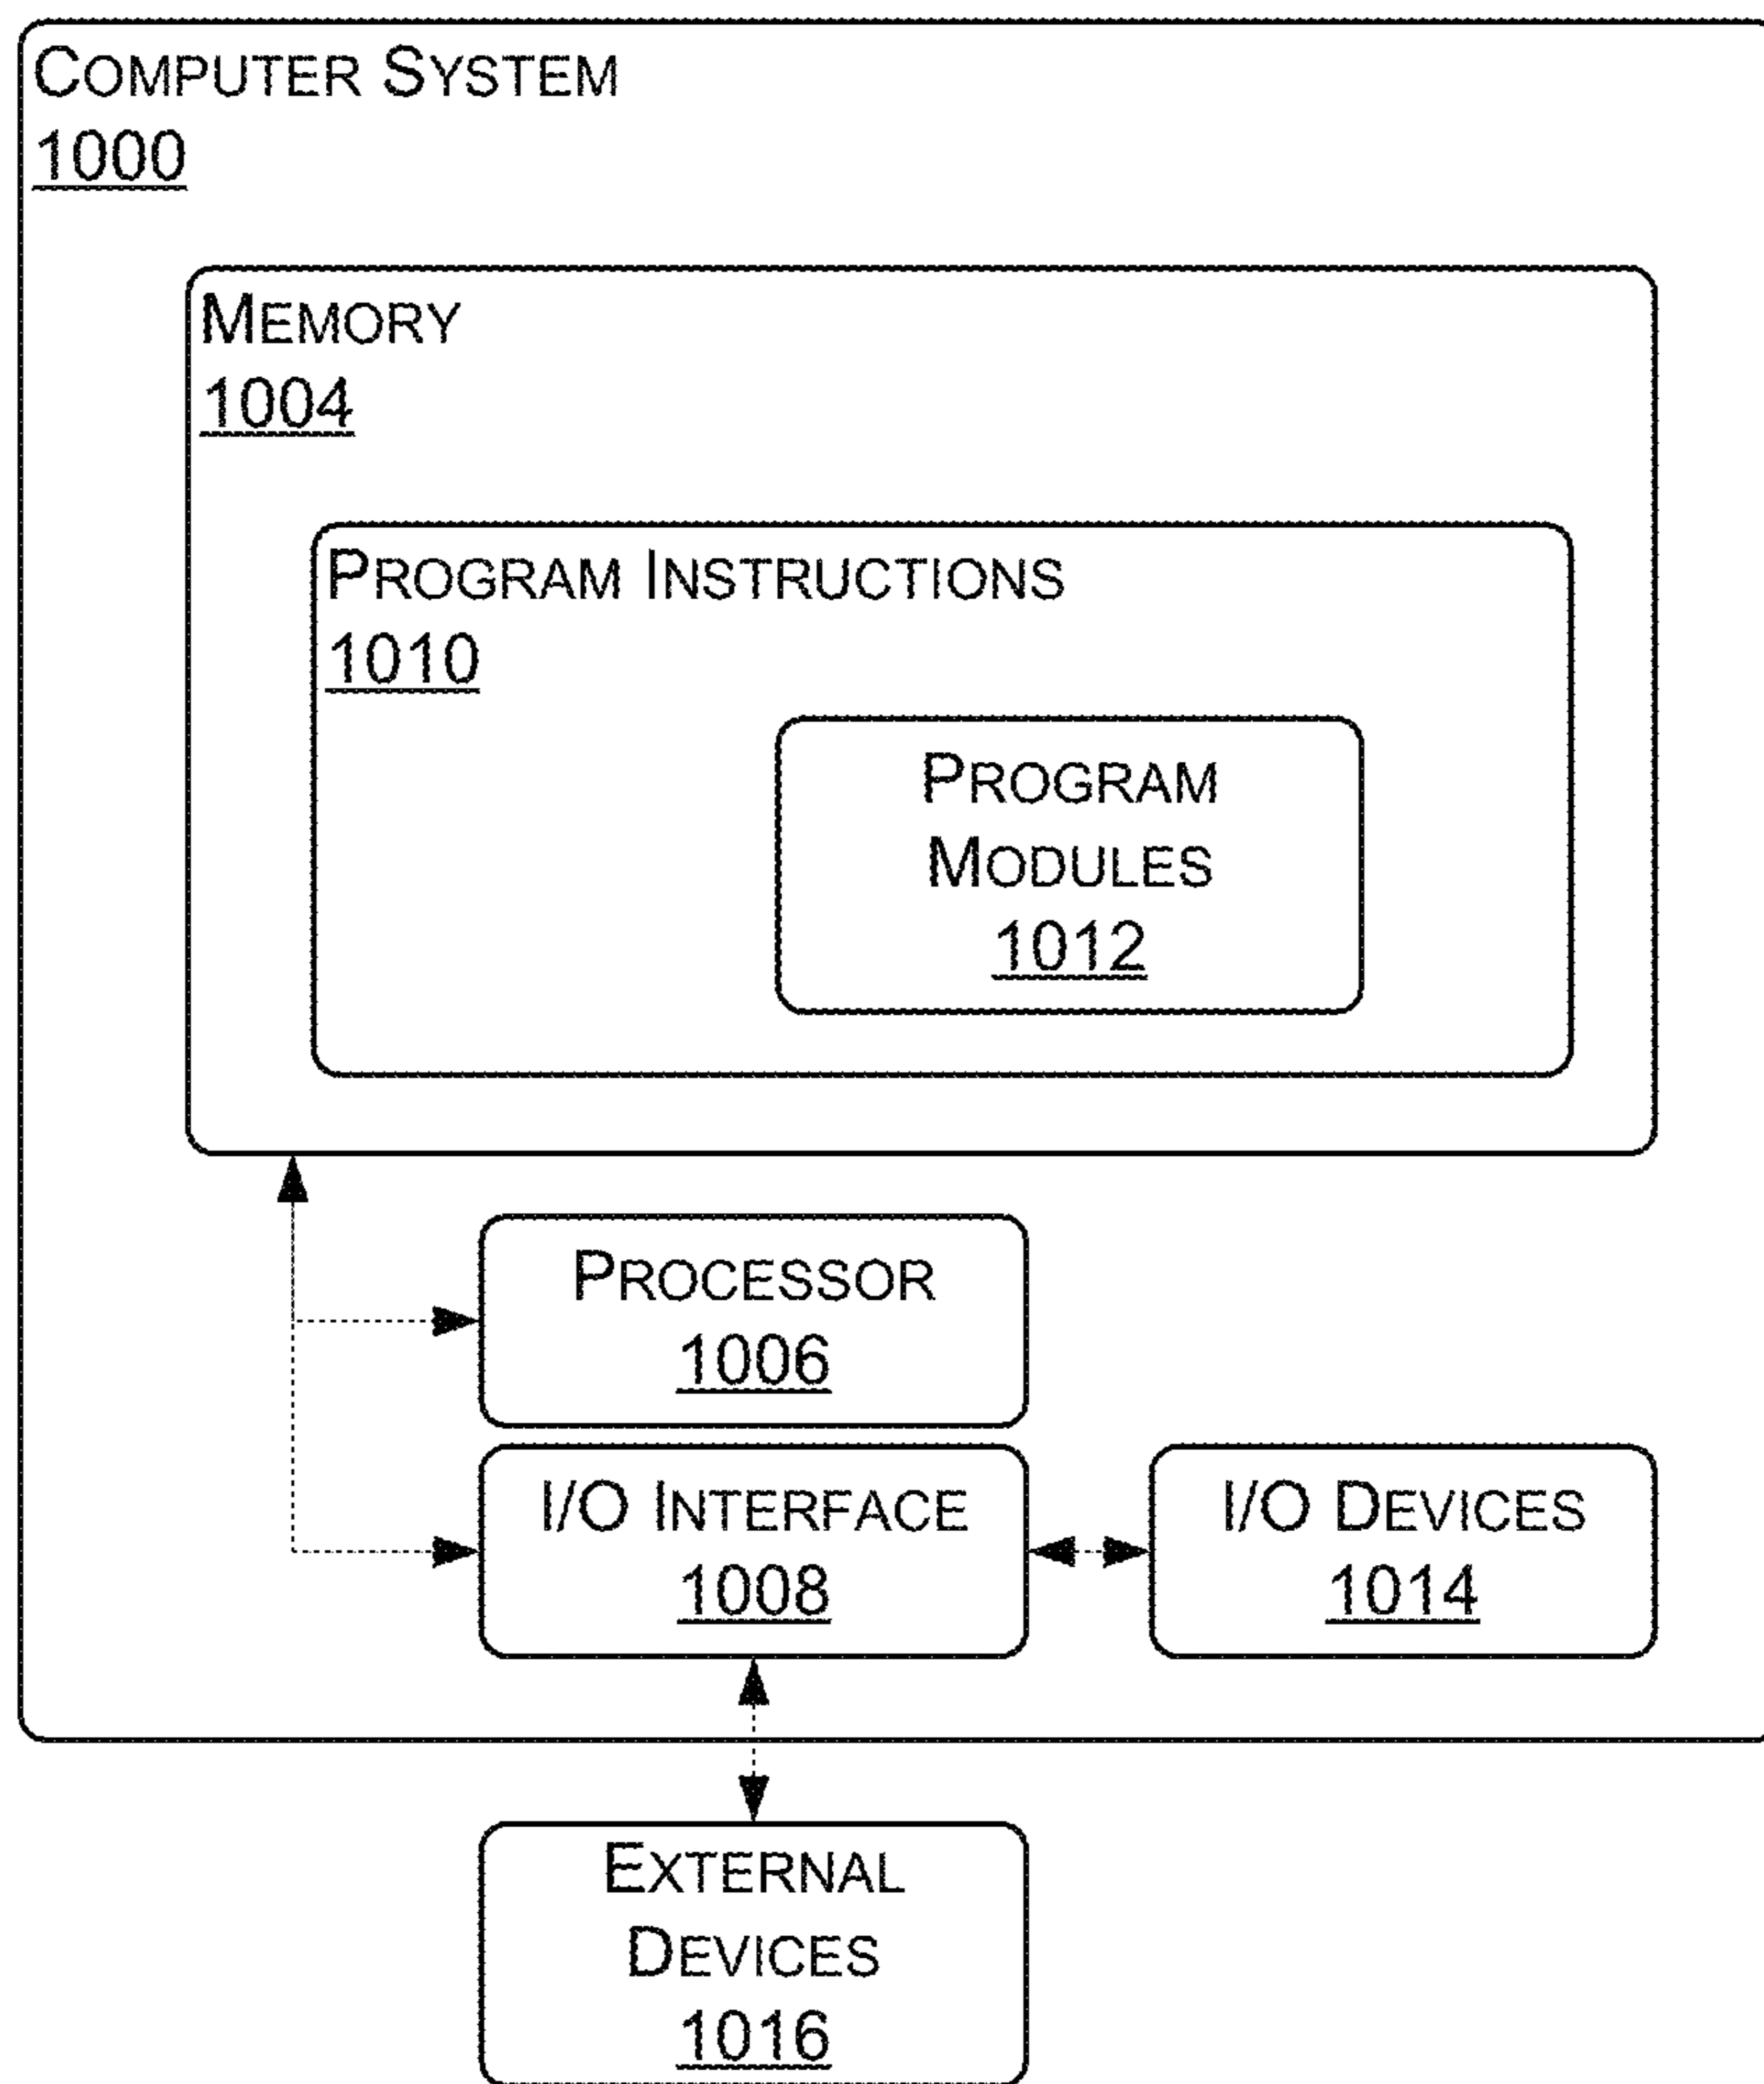 COMPUTER SYSTEM
1000
MEMORY
1004
PROGRAM INSTRUCTIONS
1010
PROGRAM
MODULES
1012
PROCESSOR
1006
I/O INTERFACE
1008
I/O DEVICES
1014
EXTERNAL
DEVICES
1016